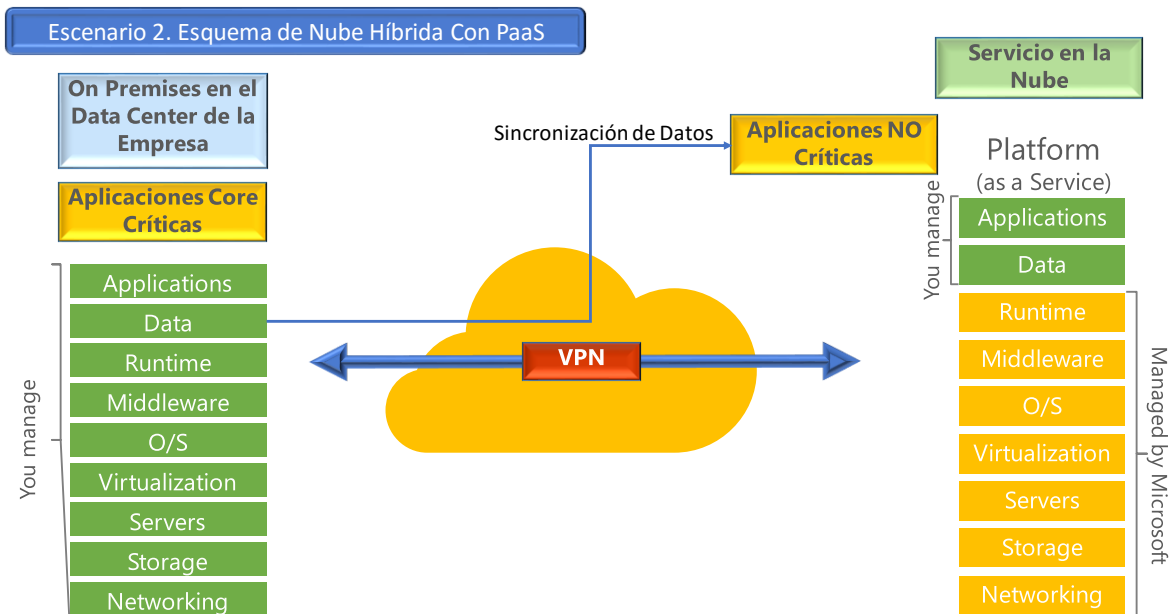 Escenario 2. Esquema de Nube Híbrida Con PaaS
On Premises en el
Data Center de la
Empresa
Aplicaciones Core
Críticas
You manage
Applications
Data
Runtime
Middleware
O/S
Virtualization
Servers
Storage
Networking
Sincronización de Datos
VPN
Aplicaciones NO
Críticas
Servicio en la
Nube
Platform
(as a Service)
You manage
Applications
Data
Runtime
Middleware
O/S
Virtualization
Servers
Storage
Networking
Managed by Microsoft